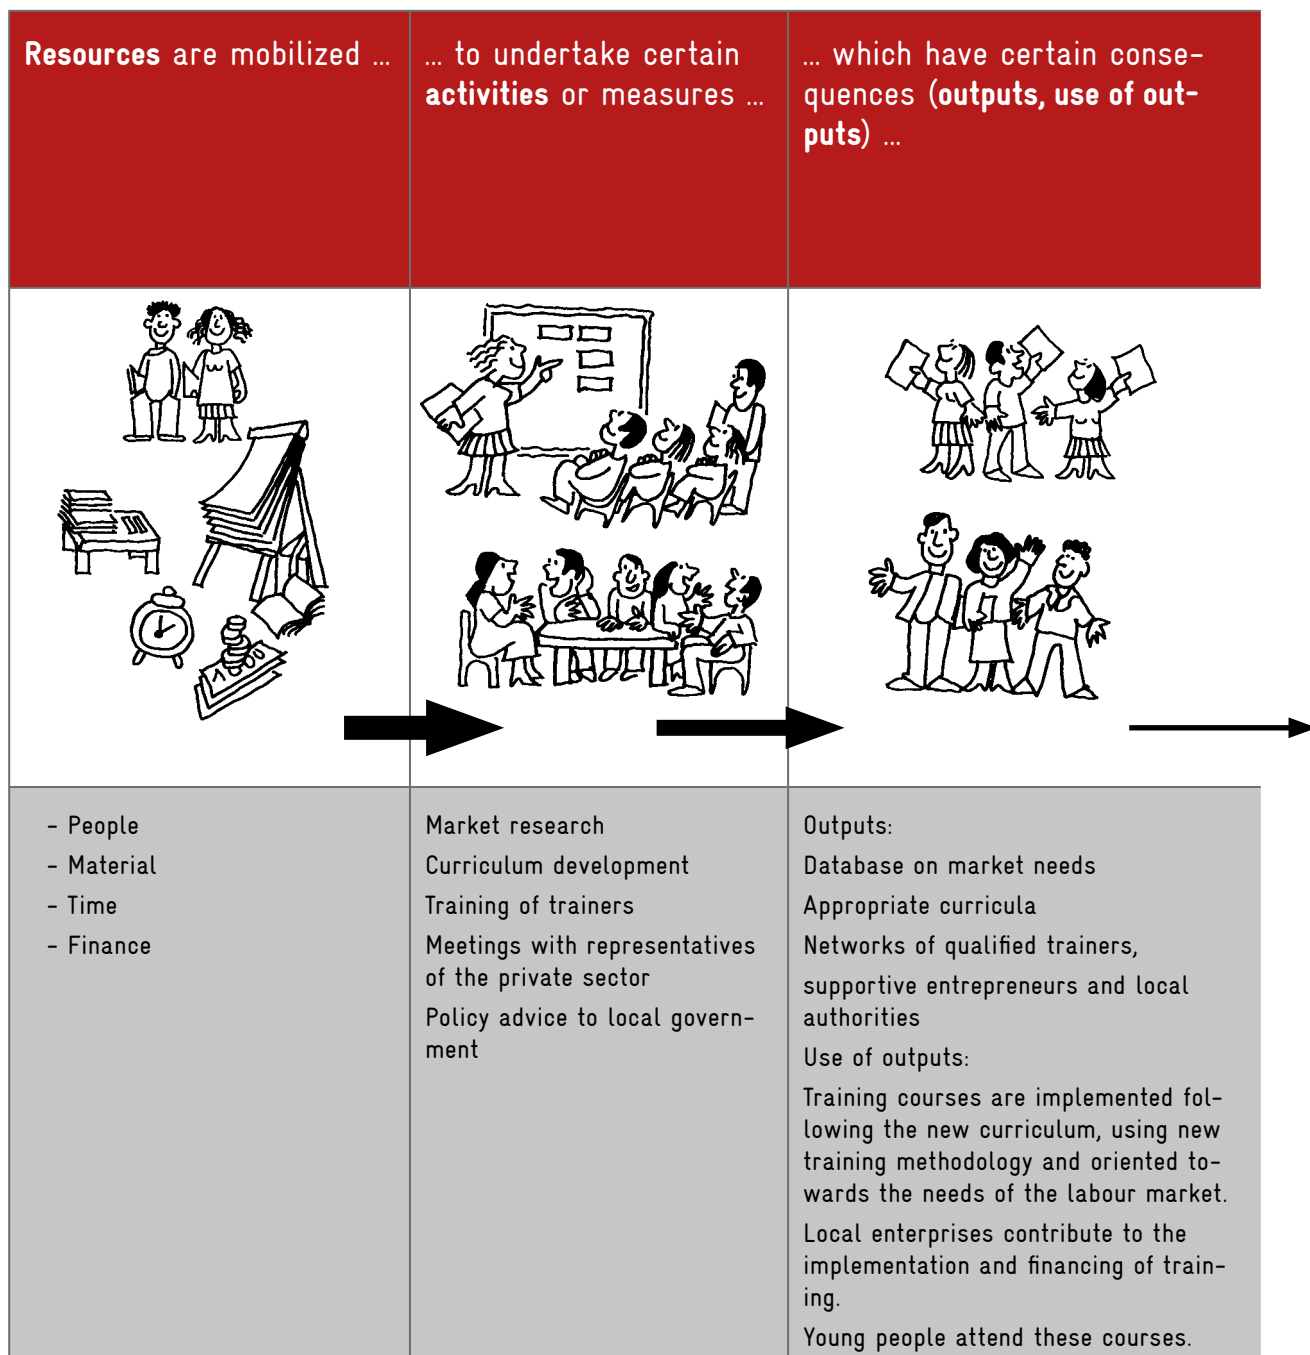 Resources are mobilized ...
... to undertake certain
activities or measures ...
... which have certain conse-
quences (outputs, use of out-
puts) ...
100
- People
- Material
- Time
- Finance
Market research
Curriculum development
Training of trainers
Meetings with representatives
of the private sector
Policy advice to local govern-
ment
Outputs:
Database on market needs
Appropriate curricula
Networks of qualified trainers,
supportive entrepreneurs and local
authorities
Use of outputs:
Training courses are implemented fol-
lowing the new curriculum, using new
training methodology and oriented to-
wards the needs of the labour market.
Local enterprises contribute to the
implementation and financing of train-
ing.
Young people attend these courses.